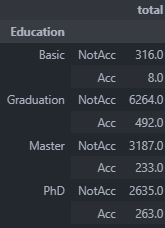 total
Education
Basic NotAcc 316.0
Acc 8.0
Graduation NotAcc 6264.0
Acc 492.0
Master NotAcc 3187.0
Acc 233.0
PhD NotAcc 2635.0
Acc 263.0